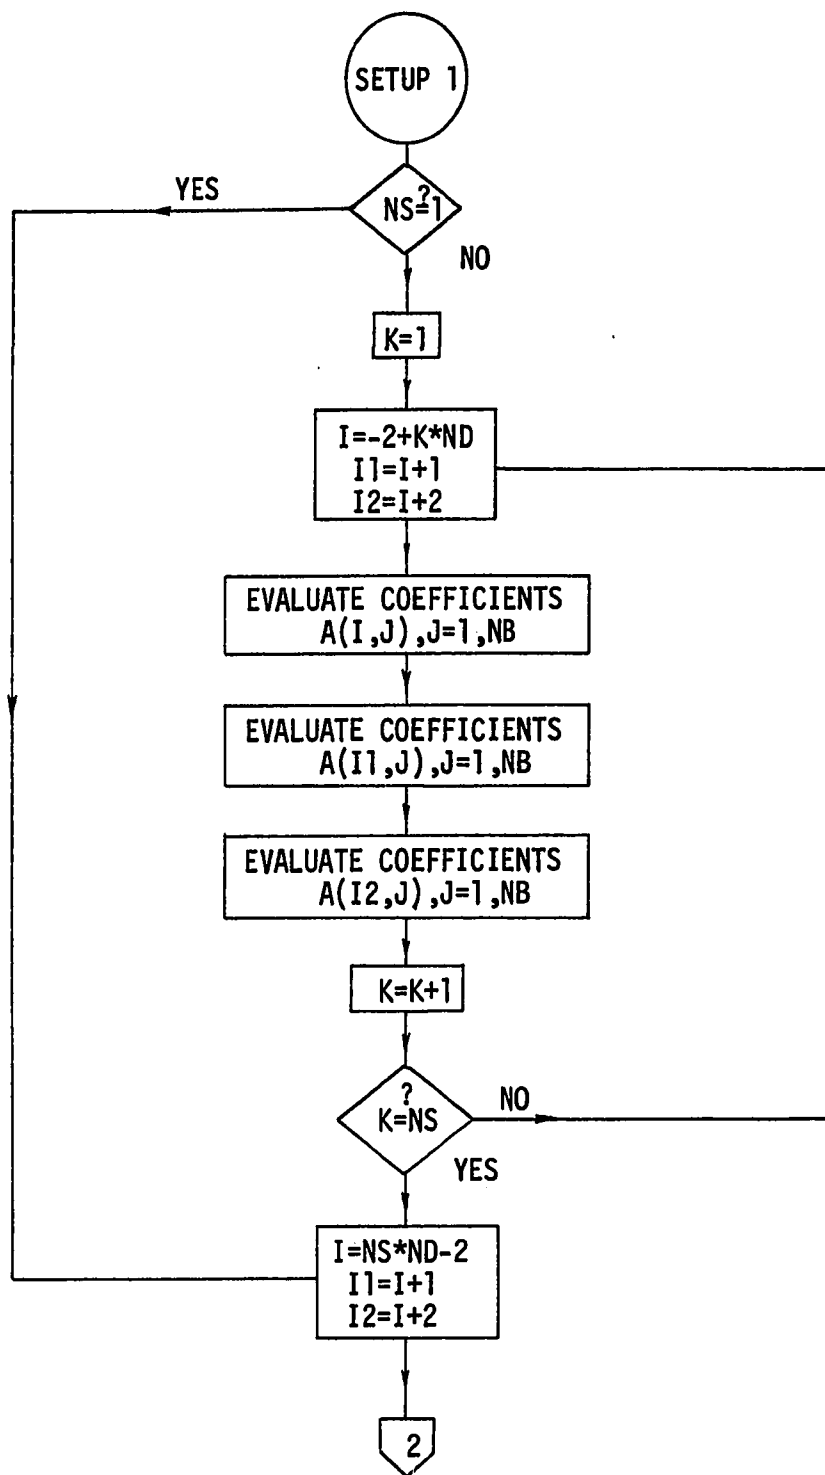 SETUP 1
YES
?
NS=1
NO
K=1
I=-2+K*ND
I1=I+1
I2=I+2
EVALUATE COEFFICIENTS
A(I,J),J=1,NB
EVALUATE COEFFICIENTS
A(I1,J),J=1,NB
EVALUATE COEFFICIENTS
A(I2,J),J=1,NB
K=K+1
?
K=NS
NO
YES
I=NS*ND-2
I1=I+1
I2=I+2
2